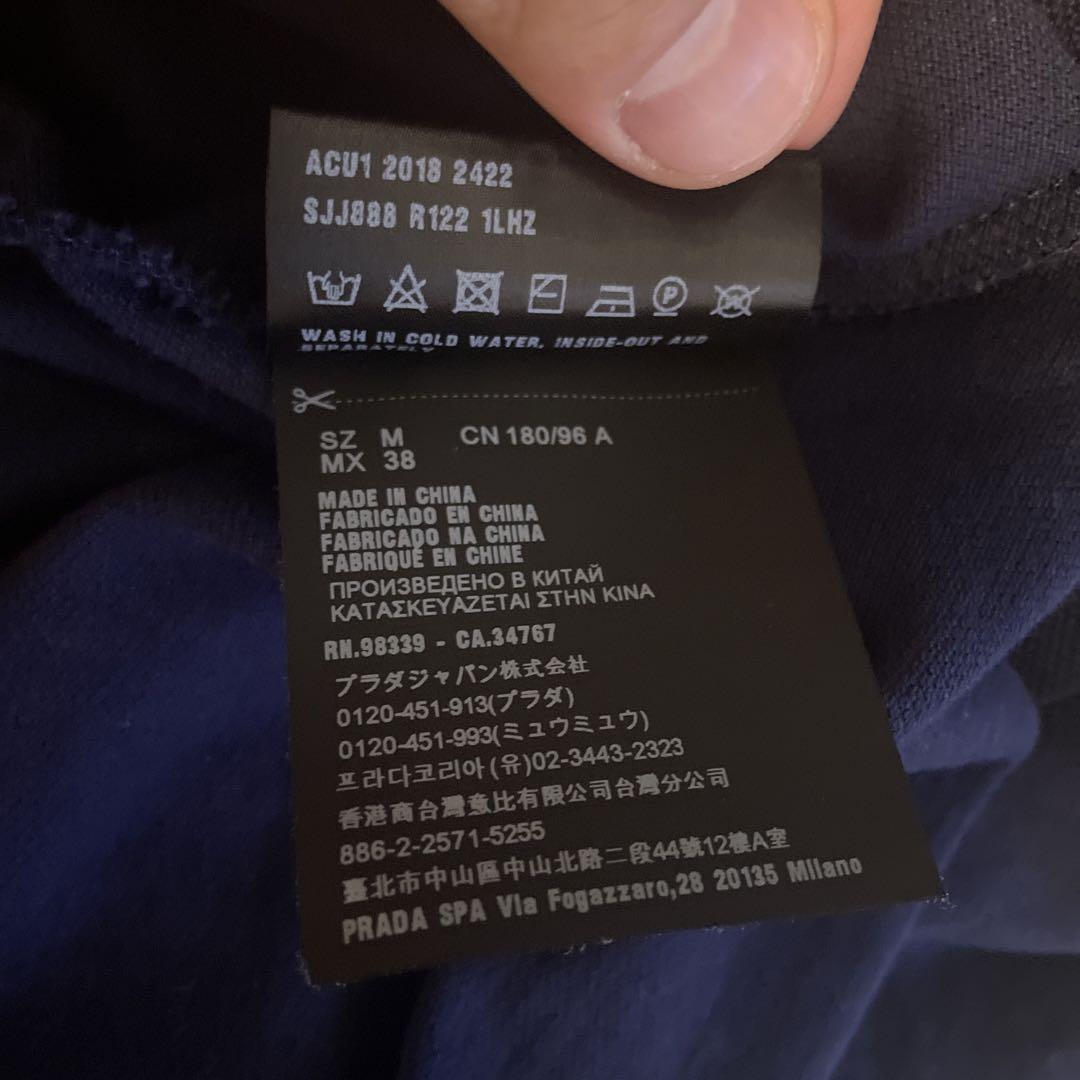 ACU1 2018 2422
SJJ888 R122 1LHZ
WASH IN COLD WATER, INSIDE-OUT AND
SEPARATELY
SZ M CN 180/96 A
MX 38
MADE IN CHINA
FABRICADO EN CHINA
FABRICADO NA CHINA
FABRIQUÉ EN CHINE
ПРОИЗВЕДЕНО В КИТАЙ
ΚΑΤΑΣΚΕΥΑΖΕΤΑΙ ΣΤΗΝ ΚΙΝΑ
RN.98339 - CA.34767
プラダジャパン株式会社
0120-451-913(プラダ)
0120-451-993(ミュウミュウ)
프라다코리아(유)02-3443-2323
香港商台灣意比有限公司台灣分公司
886-2-2571-5255
臺北市中山區中山北路二段44號12樓A室
PRADA SPA Via Fogazzaro,28 20135 Milano